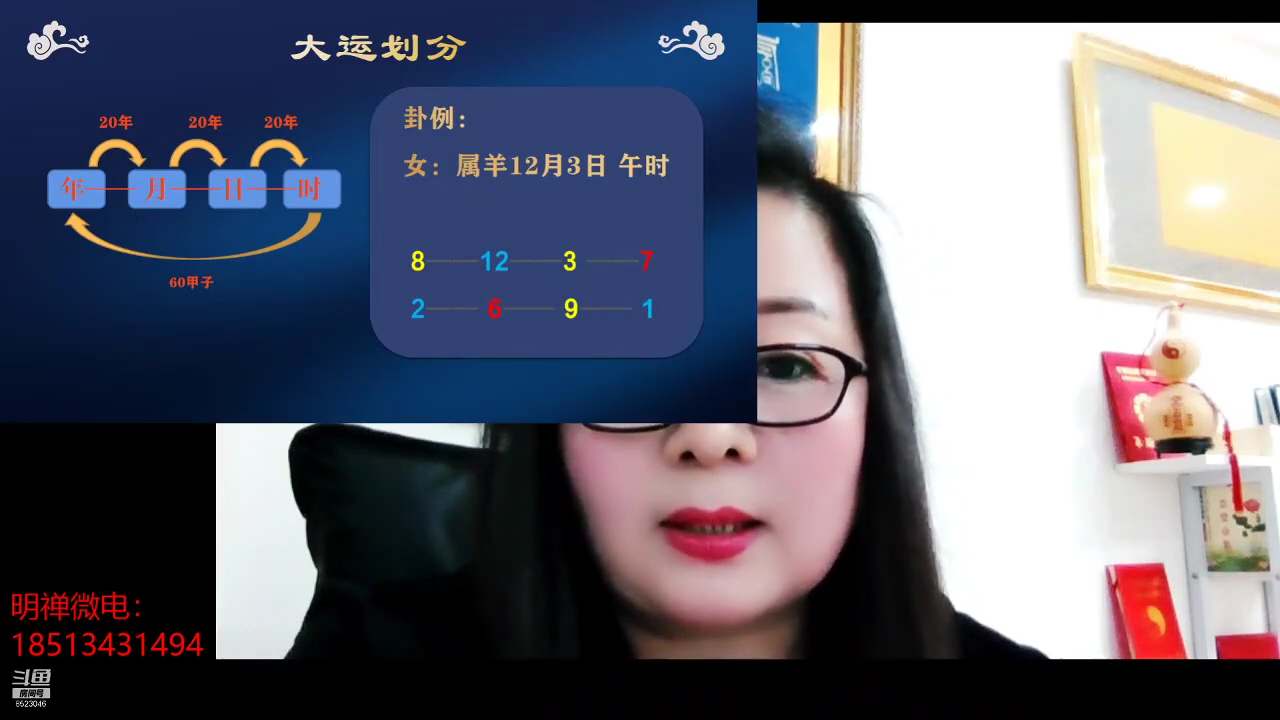 大运划分
20年 20年 20年
年 月 日 时
60甲子
卦例：
女：属羊12月3日 午时
8 12 3 7
2 6 9 1
明禅微电：
18513431494
斗鱼
房间号
6523046